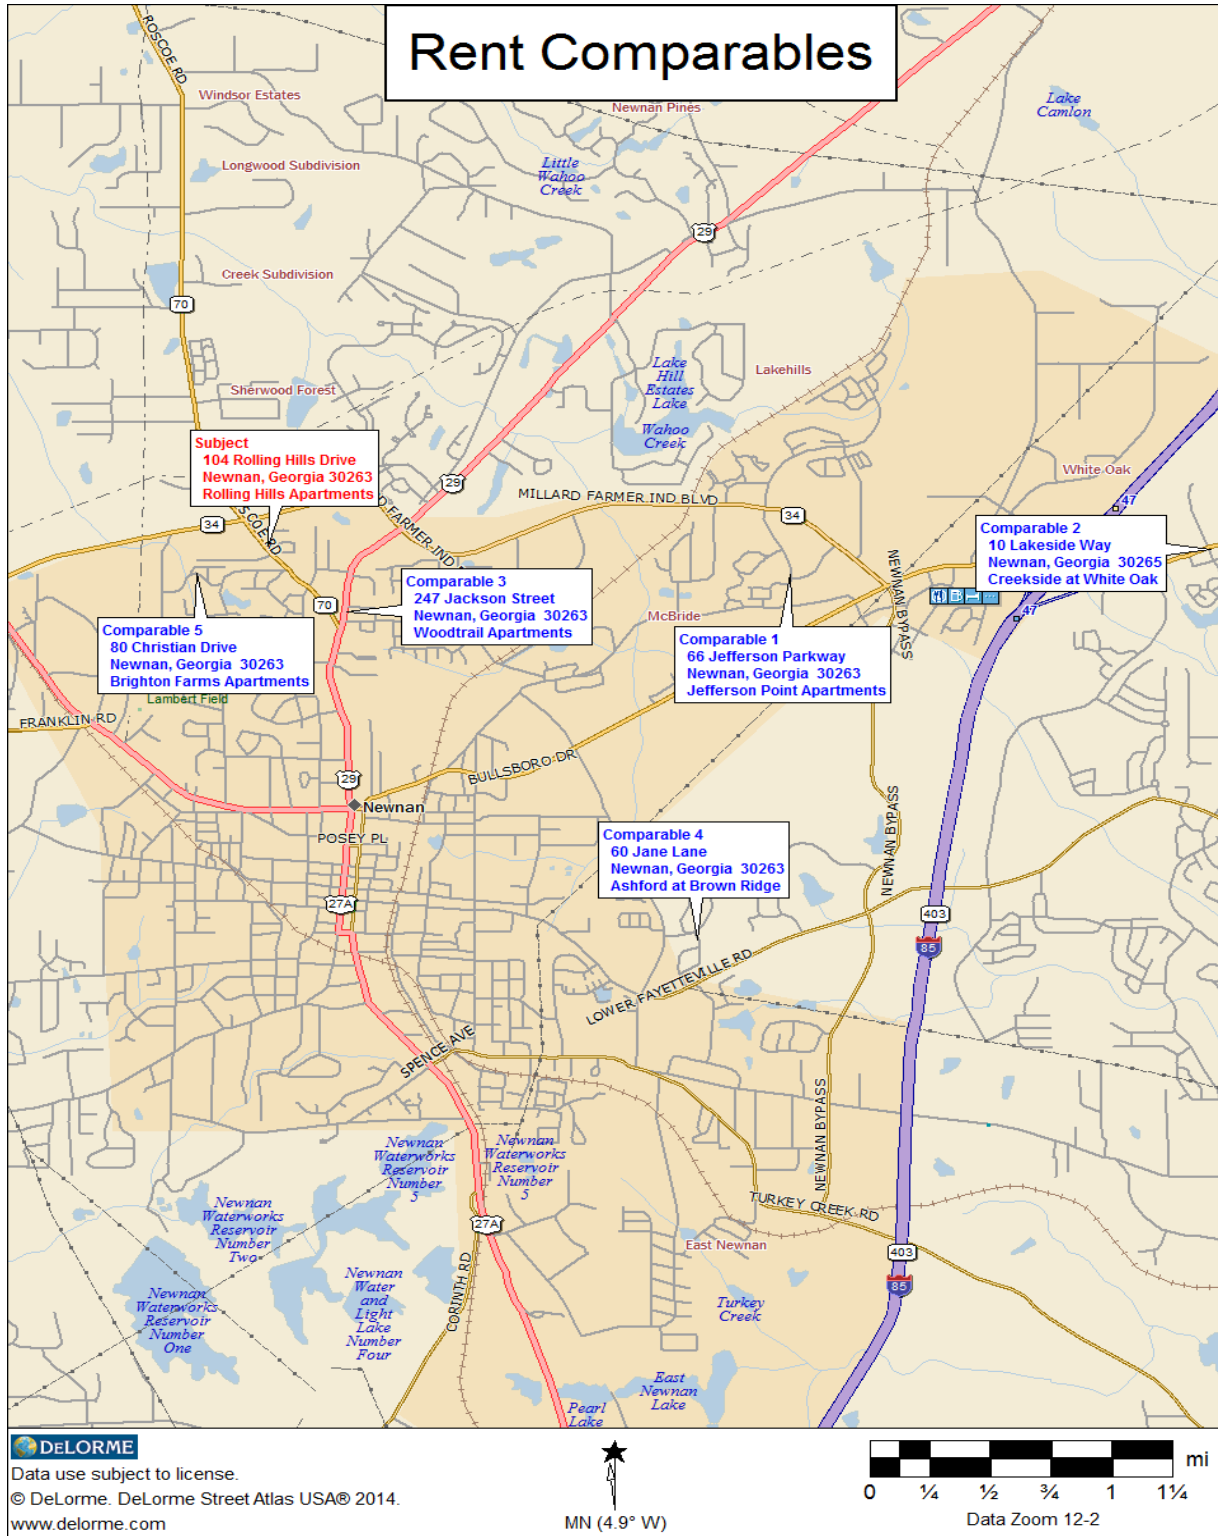 Rent Comparables
ROSCOE RD
Windsor Estates
Newnan Pines
Lake
Camlon
Longwood Subdivision
Little
Wahoo
Creek
29
Creek Subdivision
70
Lake
Hill
Estates
Lake
Wahoo
Creek
Lakehills
Sherwood Forest
Subject
104 Rolling Hills Drive
Newnan, Georgia 30263
Rolling Hills Apartments
29
White Oak
MILLARD FARMER IND BLVD
47
34
34
Comparable 2
10 Lakeside Way
Newnan, Georgia 30265
Creekside at White Oak
NEWNAN BYPASS
Comparable 3
247 Jackson Street
Newnan, Georgia 30263
Woodtrail Apartments
70
McBride
47
Comparable 5
80 Christian Drive
Newnan, Georgia 30263
Brighton Farms Apartments
Comparable 1
66 Jefferson Parkway
Newnan, Georgia 30263
Jefferson Point Apartments
Lambert Field
FRANKLIN RD
BULLSBORO DR
29
Newnan
POSEY PL
NEWNAN BYPASS
Comparable 4
60 Jane Lane
Newnan, Georgia 30263
Ashford at Brown Ridge
27A
403
85
LOWER FAYETTEVILLE RD
SPENCE AVE
NEWNAN BYPASS
Newnan
Waterworks
Reservoir
Number
5
Newnan
Waterworks
Reservoir
Number
5
Newnan
Waterworks
Reservoir
Number
Two
TURKEY CREEK RD
27A
East Newnan
403
85
CORINTH RD
Newnan
Waterworks
Reservoir
Number
One
Newnan
Water
and
Light
Lake
Number
Four
Turkey
Creek
East
Newnan
Lake
Pearl
Lake
DELORME
Data use subject to license.
© DeLorme. DeLorme Street Atlas USA® 2014.
www.delorme.com
MN (4.9° W)
mi
0 ¼ ½ ¾ 1 1¼
Data Zoom 12-2